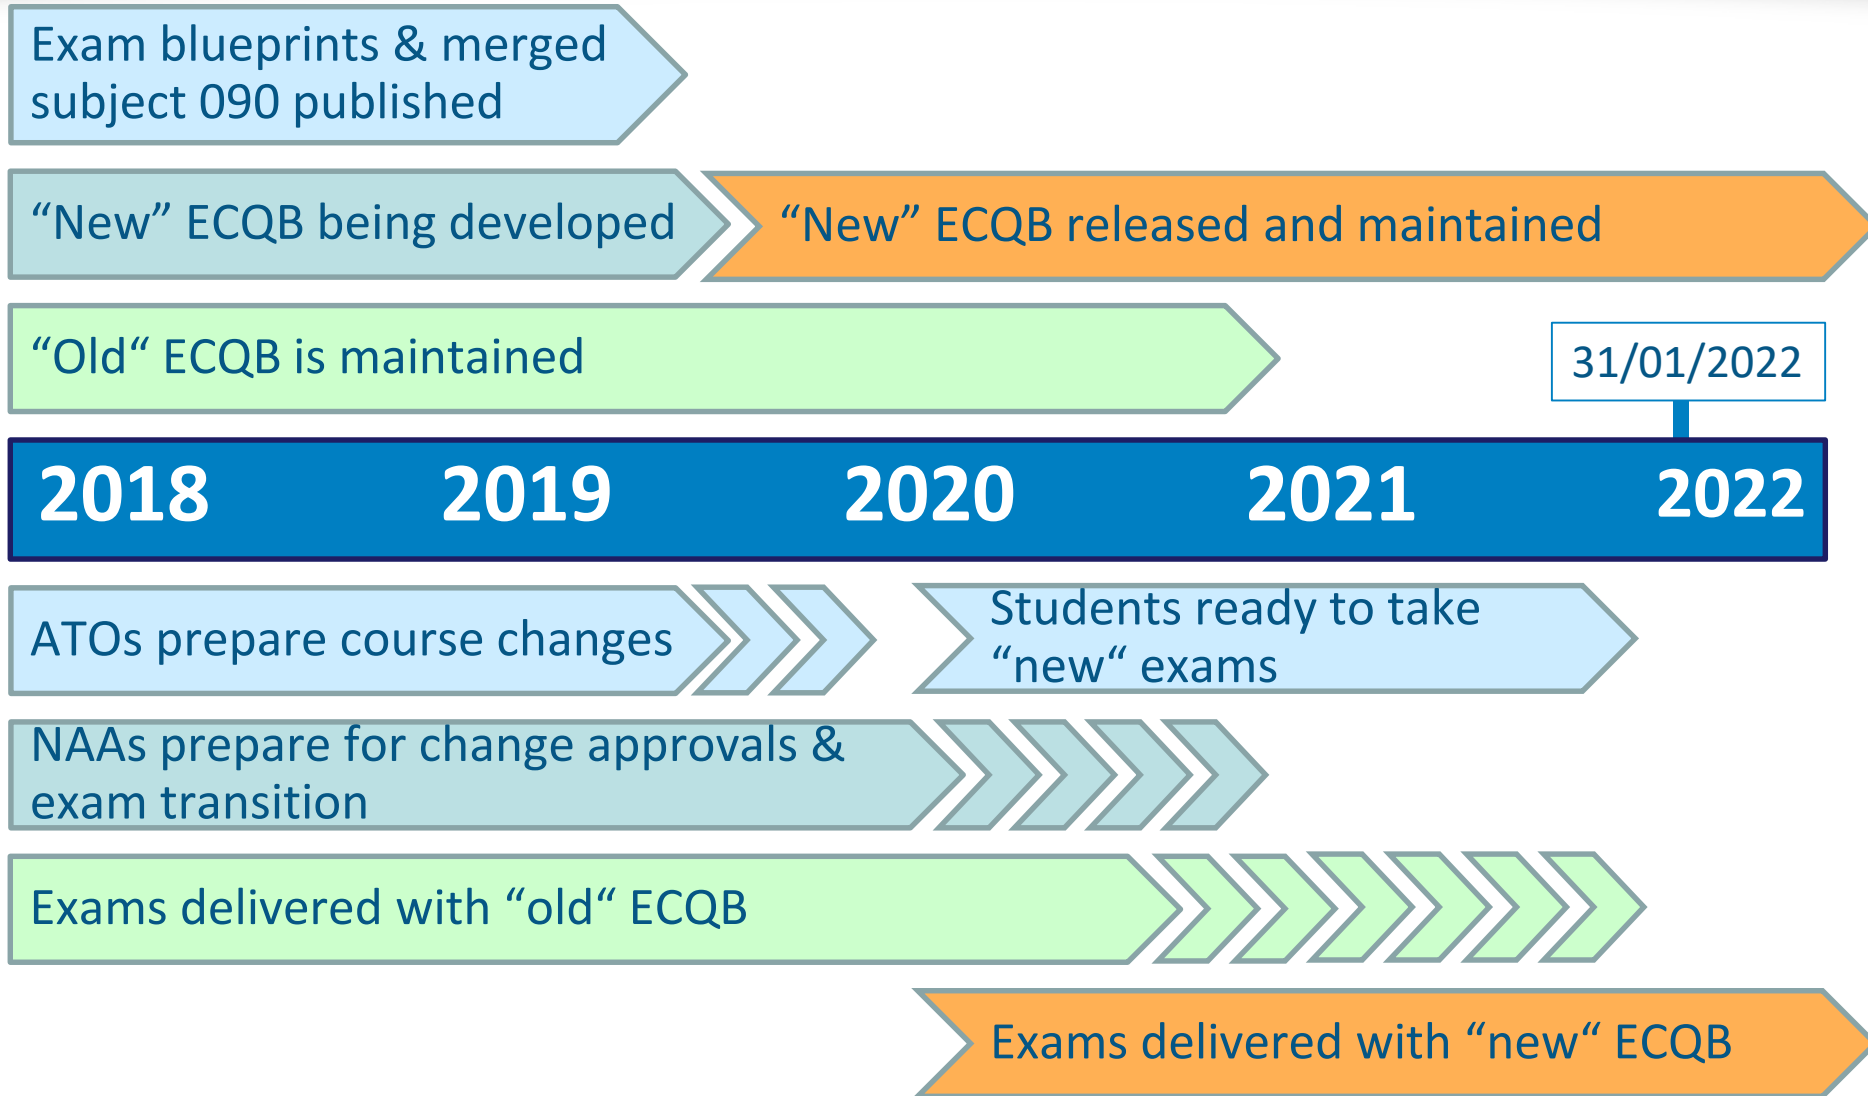 Exam blueprints & merged
subject 090 published
“New” ECQB being developed
“New” ECQB released and maintained
“Old“ ECQB is maintained
31/01/2022
2018
2019
2020
2021
2022
ATOs prepare course changes
Students ready to take
“new“ exams
NAAs prepare for change approvals &
exam transition
Exams delivered with “old“ ECQB
Exams delivered with “new“ ECQB